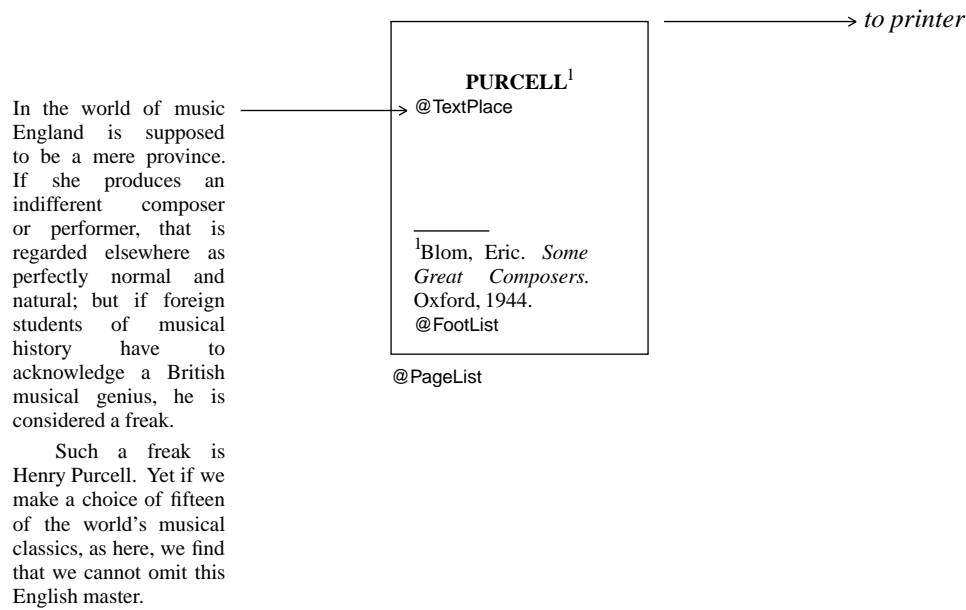 to printer
PURCELL1
@TextPlace
In the world of music
England is supposed
to be a mere province.
If she produces an
indifferent composer
or performer, that is
regarded elsewhere as
perfectly normal and
natural; but if foreign
students of musical
history have to
acknowledge a British
musical genius, he is
considered a freak.
Such a freak is
Henry Purcell. Yet if we
make a choice of fifteen
of the world's musical
classics, as here, we find
that we cannot omit this
English master.
1Blom, Eric. Some
Great Composers.
Oxford, 1944.
@FootList
@PageList